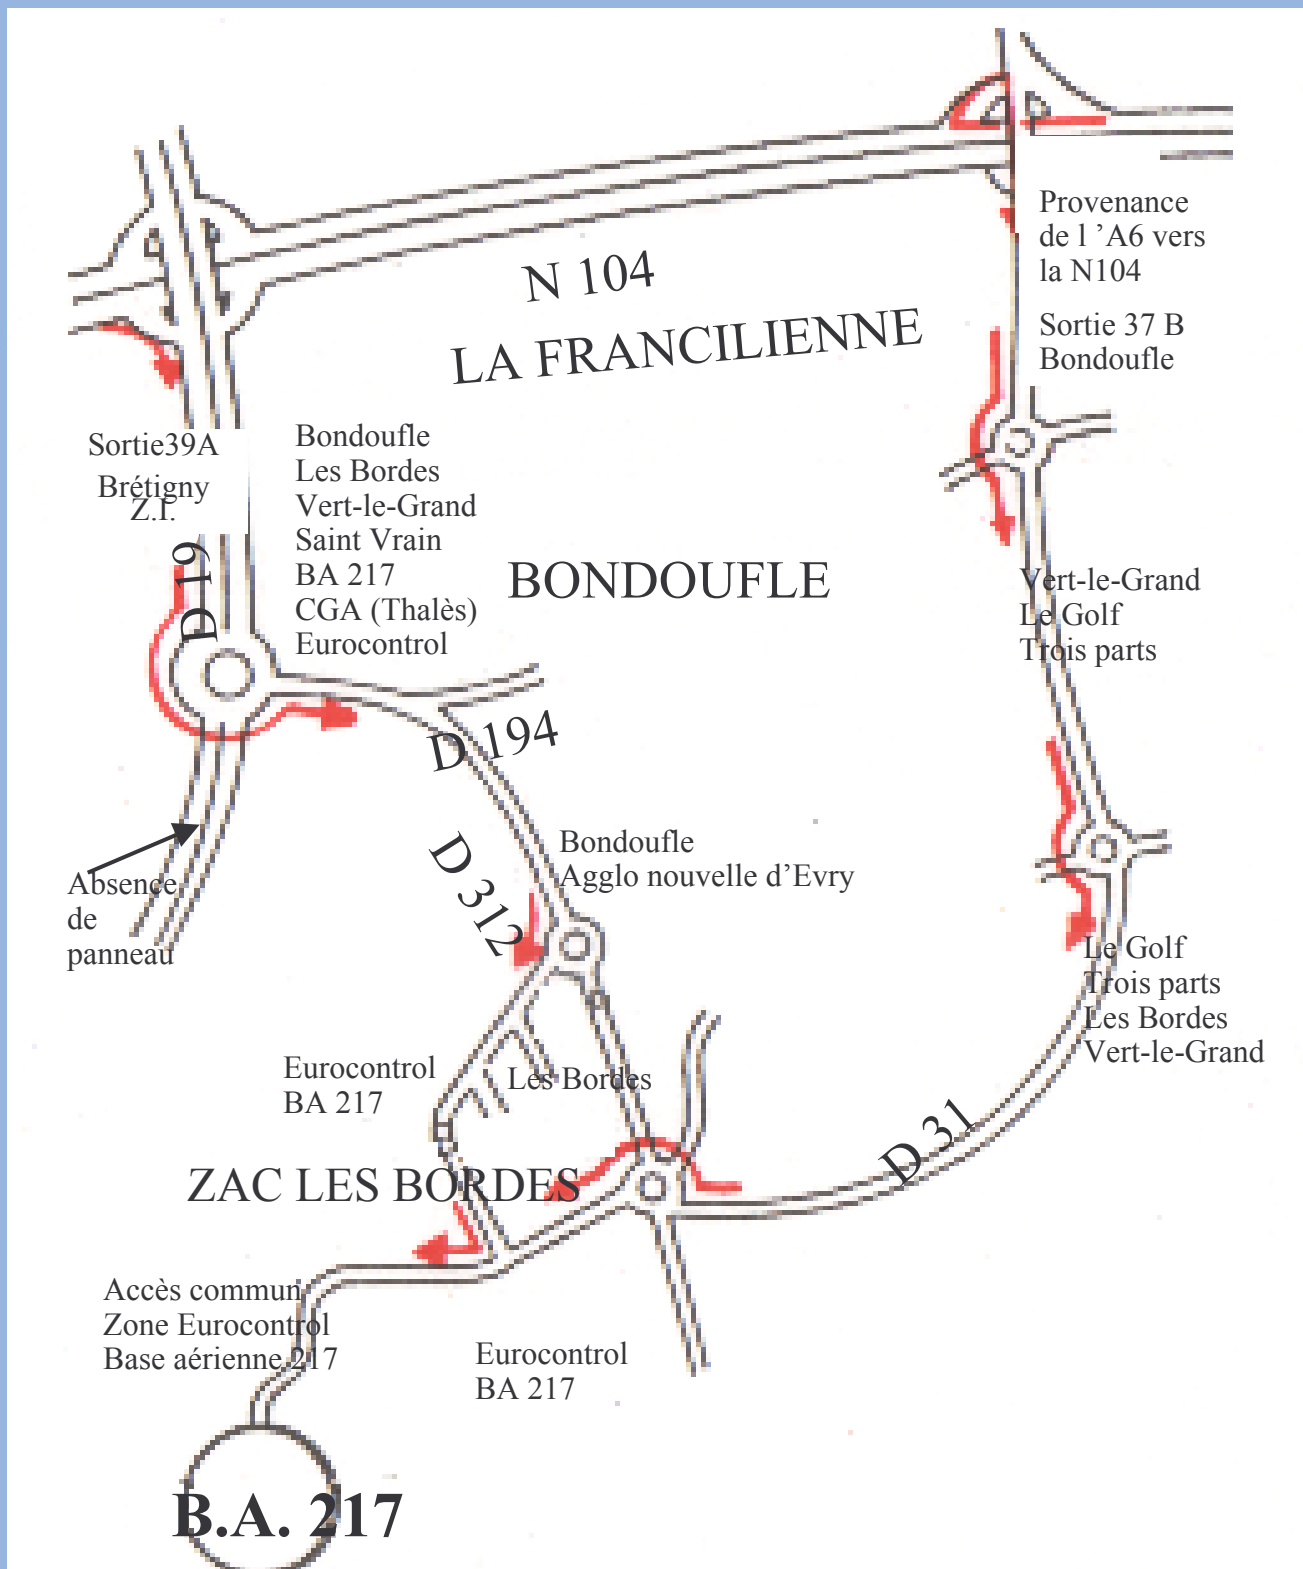 Provenance
de l ’A6 vers
la N104
N 104
LA FRANCILIENNE
Sortie 37 B
Bondoufle
Sortie39A
Brétigny
Z.I.
Bondoufle
Les Bordes
Vert-le-Grand
Saint Vrain
BA 217
CGA (Thalès)
Eurocontrol
D 19
BONDOUFLE
Vert-le-Grand
Le Golf
Trois parts
D 194
D 312
Bondoufle
Agglo nouvelle d’Evry
Absence
de
panneau
Le Golf
Trois parts
Les Bordes
Vert-le-Grand
Eurocontrol
BA 217
Les Bordes
D 31
ZAC LES BORDES
Accès commun
Zone Eurocontrol
Base aérienne 217
Eurocontrol
BA 217
B.A. 217